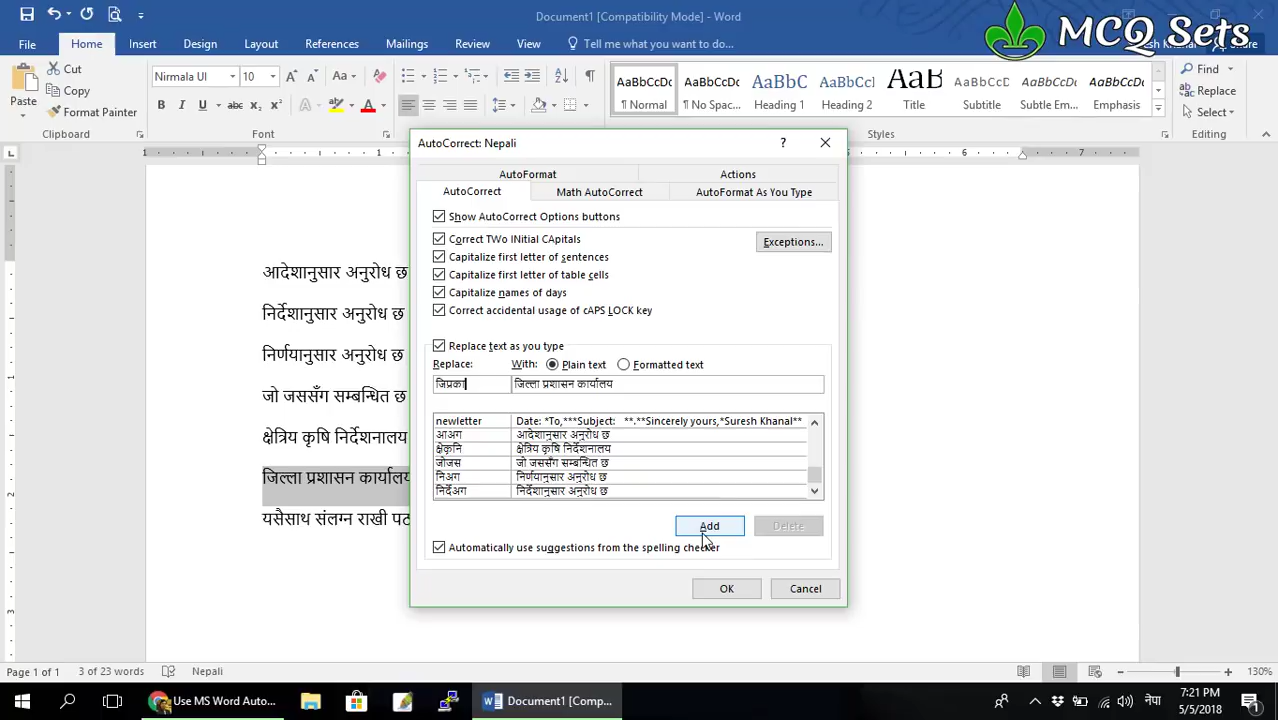 Document1 [Compatibility Mode] - Word
MCQ Sets
File Home Insert Design Layout References Mailings Review View Tell me what you want to do... Share
Paste Cut Copy Format Painter
Nirmala UI 10
AaBbCcDc ¶ Normal
AaBbCcDc ¶ No Spac...
AaBbC Heading 1
AaBbCcl Heading 2
AaB Title
AaBbCcD Subtitle
AaBbCcDt Subtle Em...
AaBbCcDt Emphasis
Find Replace Select
Clipboard Font Styles Editing
AutoCorrect: Nepali
AutoFormat Actions
AutoCorrect Math AutoCorrect AutoFormat As You Type
Show AutoCorrect Options buttons
Correct TWo INitial CApitals Exceptions...
Capitalize first letter of sentences
Capitalize first letter of table cells
Capitalize names of days
Correct accidental usage of cAPS LOCK key
Replace text as you type
Replace: With: Plain text Formatted text
जिप्रका जिल्ला प्रशासन कार्यालय
newletter Date: *To,***Subject: **.**Sincerely yours,*Suresh Khanal**
आअग आदेशानुसार अनुरोध छ
क्षेकृनि क्षेत्रिय कृषि निर्देशनालय
जोजस जो जससँग सम्बन्धित छ
निअग निर्णयानुसार अनुरोध छ
निर्देअग निर्देशानुसार अनुरोध छ
Add Delete
Automatically use suggestions from the spelling checker
OK Cancel
आदेशानुसार अनुरोध छ
निर्देशानुसार अनुरोध छ
निर्णयानुसार अनुरोध छ
जो जससँग सम्बन्धित छ
क्षेत्रिय कृषि निर्देशनालय
जिल्ला प्रशासन कार्यालय
यसैसाथ संलग्न राखी
Page 1 of 1 3 of 23 words Nepali 130%
Use MS Word Auto... Document1 [Comp... नेपा 7:21 PM
5/5/2018